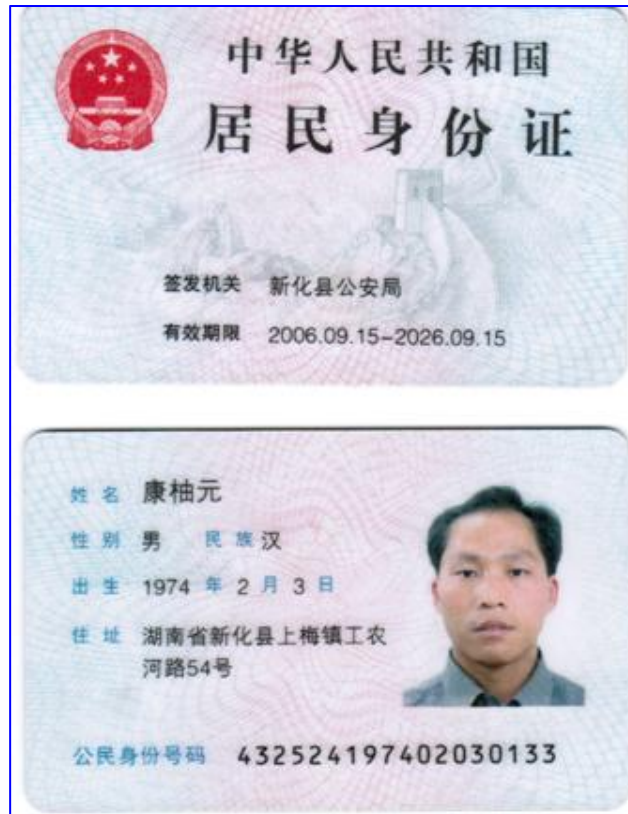 中华人民共和国
居民身份证
签发机关 新化县公安局
有效期限 2006.09.15-2026.09.15
姓名 康柚元
性别 男 民族 汉
出生 1974 年 2 月 3 日
住址 湖南省新化县上梅镇工农
河路54号
公民身份号码 432524197402030133